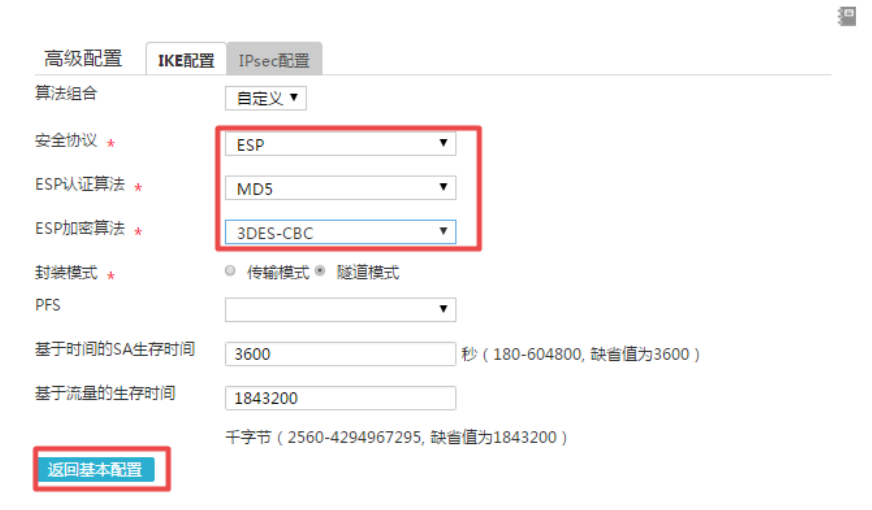 高级配置 IKE配置 IPsec配置
算法组合 自定义
安全协议 * ESP
ESP认证算法 * MD5
ESP加密算法 * 3DES-CBC
封装模式 * 传输模式 隧道模式
PFS
基于时间的SA生存时间 3600 秒（180-604800, 缺省值为3600）
基于流量的生存时间 1843200
千字节（2560-4294967295, 缺省值为1843200）
返回基本配置